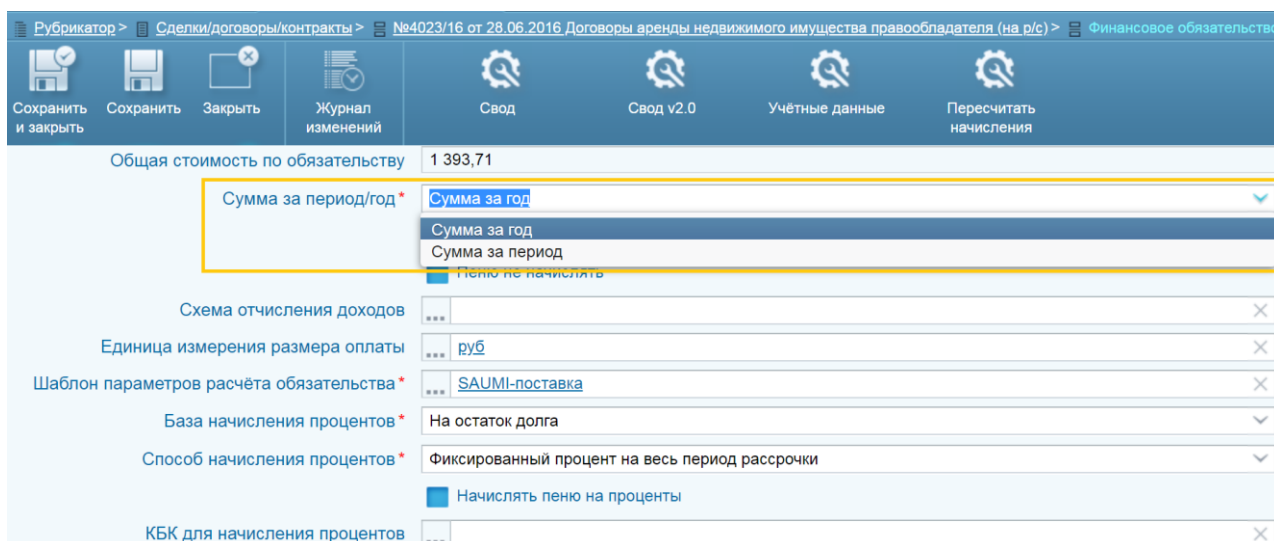 Рубрикатор > Сделки/договоры/контракты > №4023/16 от 28.06.2016 Договоры аренды недвижимого имущества правообладателя (на р/с) > Финансовое обязательство
Сохранить и закрыть
Сохранить
Закрыть
Журнал изменений
Свод
Свод v2.0
Учётные данные
Пересчитать начисления
Общая стоимость по обязательству 1 393,71
Сумма за период/год * Сумма за год
Сумма за год
Сумма за период
Пеню не начислять
Схема отчисления доходов ...
Единица измерения размера оплаты ... руб
Шаблон параметров расчёта обязательства * ... SAUMI-поставка
База начисления процентов * На остаток долга
Способ начисления процентов * Фиксированный процент на весь период рассрочки
Начислять пеню на проценты
КБК для начисления процентов ...